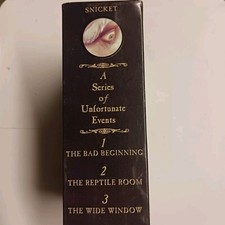 SNICKET
A
Series
of
Unfortunate
Events
1
THE BAD BEGINNING
2
THE REPTILE ROOM
3
THE WIDE WINDOW